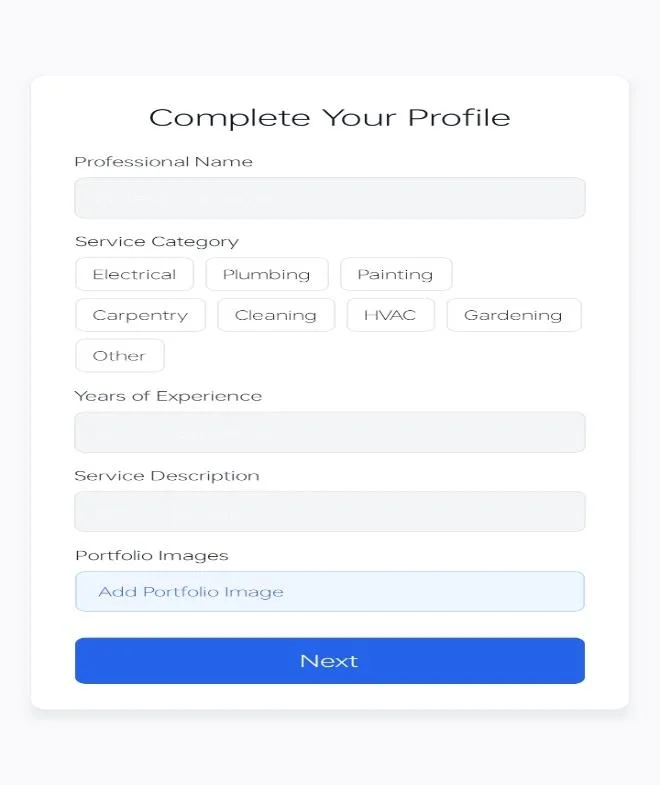 Complete Your Profile
Professional Name
Service Category
Electrical Plumbing Painting
Carpentry Cleaning HVAC Gardening
Other
Years of Experience
Service Description
Portfolio Images
Add Portfolio Image
Next